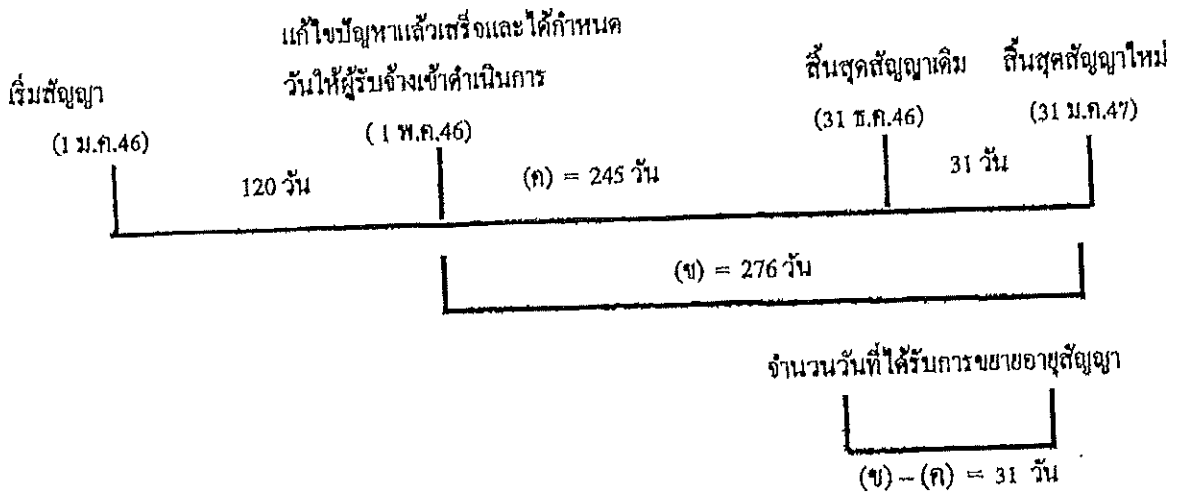 แก้ไขปัญหาแล้วเสร็จและได้กำหนด
วันให้ผู้รับจ้างเข้าดำเนินการ
เริ่มสัญญา
สิ้นสุดสัญญาเดิม
สิ้นสุดสัญญาใหม่
(1 ม.ค.46)
(1 พ.ค.46)
(31 ธ.ค.46)
(31 ม.ค.47)
120 วัน
(ค) = 245 วัน
31 วัน
(ข) = 276 วัน
จำนวนวันที่ได้รับการขยายอายุสัญญา
(ข) – (ค) = 31 วัน